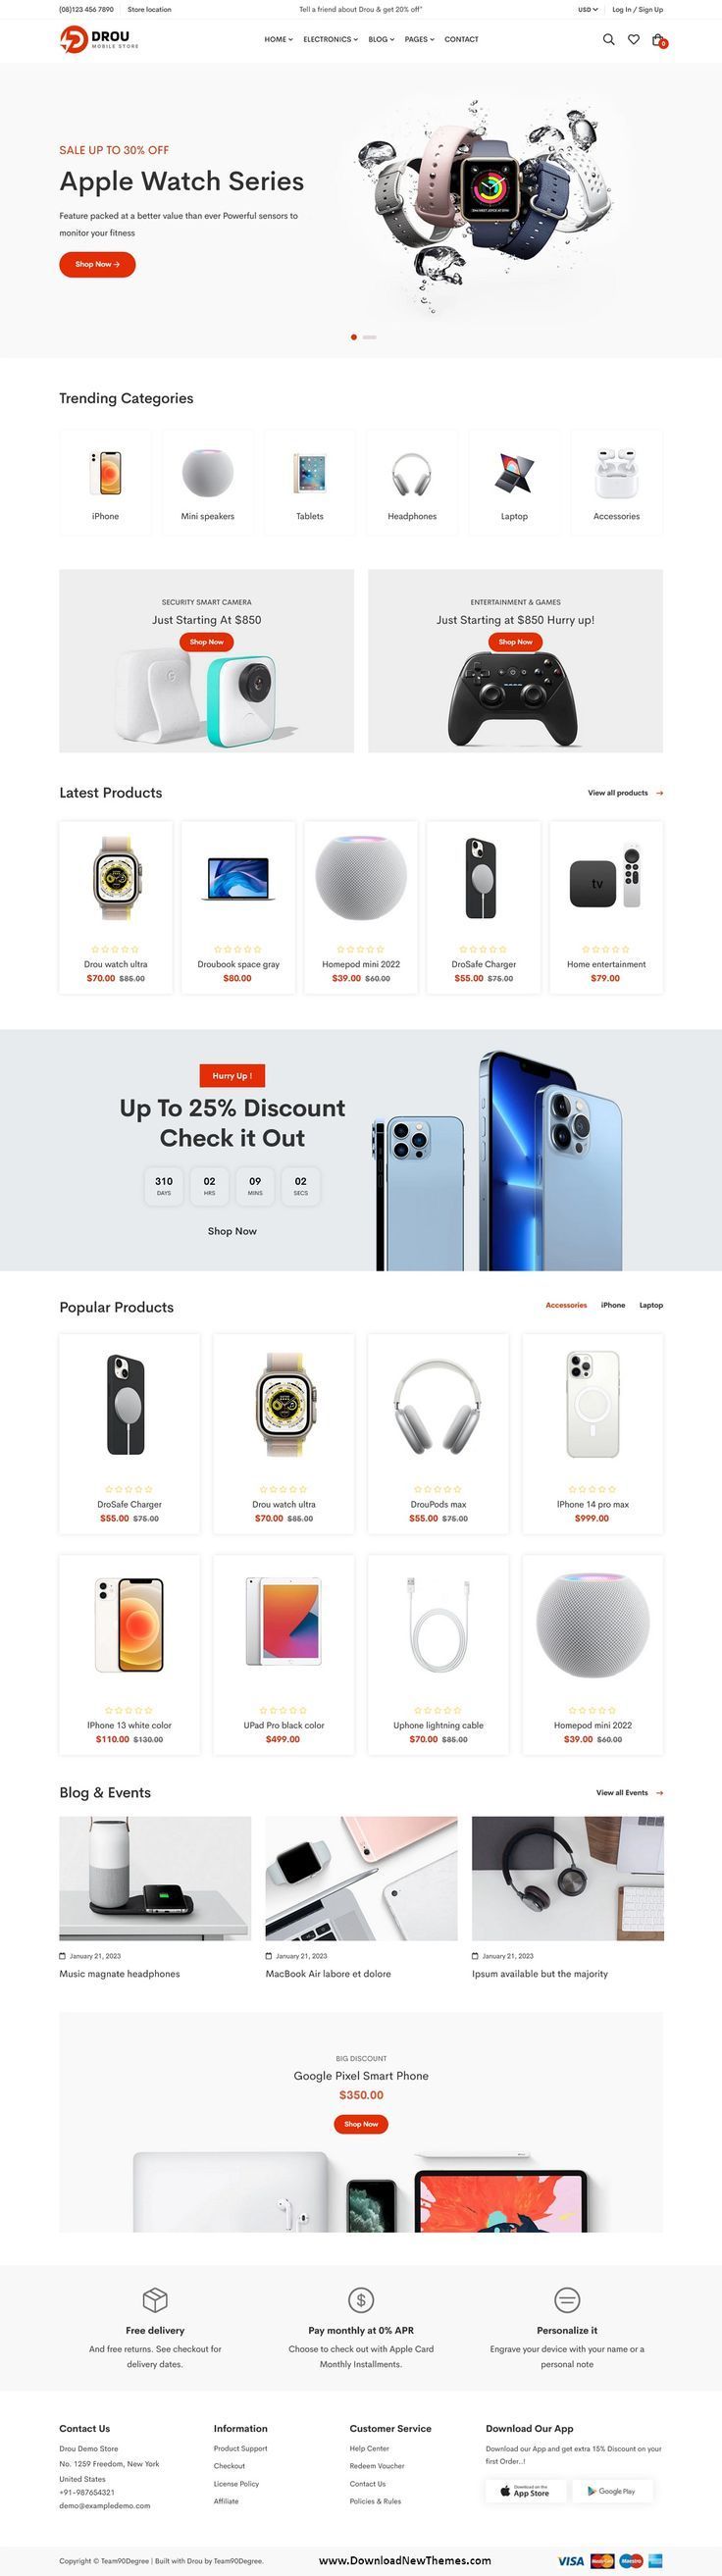 (08)123 456 7890 Store location Tell a friend about Drou & get 20% off* USD Log In / Sign Up
DROU
MOBILE STORE
HOME ELECTRONICS BLOG PAGES CONTACT
0
SALE UP TO 30% OFF
Apple Watch Series
Feature packed at a better value than ever Powerful sensors to
monitor your fitness
Shop Now →
Trending Categories
iPhone Mini speakers Tablets Headphones Laptop Accessories
SECURITY SMART CAMERA
Just Starting At $850
Shop Now
ENTERTAINMENT & GAMES
Just Starting at $850 Hurry up!
Shop Now
Latest Products
View all products →
tv
Drou watch ultra
$70.00 $85.00
Droubook space gray
$80.00
Homepod mini 2022
$39.00 $60.00
DroSafe Charger
$55.00 $75.00
Home entertainment
$79.00
Hurry Up !
Up To 25% Discount
Check it Out
310 02 09 02
DAYS HRS MINS SECS
Shop Now
Popular Products
Accessories iPhone Laptop
DroSafe Charger
$55.00 $75.00
Drou watch ultra
$70.00 $85.00
DrouPods max
$55.00 $75.00
IPhone 14 pro max
$999.00
IPhone 13 white color
$110.00 $130.00
UPad Pro black color
$499.00
Uphone lightning cable
$70.00 $85.00
Homepod mini 2022
$39.00 $60.00
Blog & Events
View all Events →
January 21, 2023
Music magnate headphones
January 21, 2023
MacBook Air labore et dolore
January 21, 2023
Ipsum available but the majority
BIG DISCOUNT
Google Pixel Smart Phone
$350.00
Shop Now
Free delivery
And free returns. See checkout for
delivery dates.
Pay monthly at 0% APR
Choose to check out with Apple Card
Monthly Installments.
Personalize it
Engrave your device with your name or a
personal note
Contact Us
Drou Demo Store
No. 1259 Freedom, New York
United States
+91-987654321
demo@exampledemo.com
Information
Product Support
Checkout
License Policy
Affiliate
Customer Service
Help Center
Redeem Voucher
Contact Us
Policies & Rules
Download Our App
Download our App and get extra 15% Discount on your
first Order..!
Download on the
App Store
Google Play
Copyright © Team90Degree | Built with Drou by Team90Degree.
www.DownloadNewThemes.com
VISA MasterCard Maestro